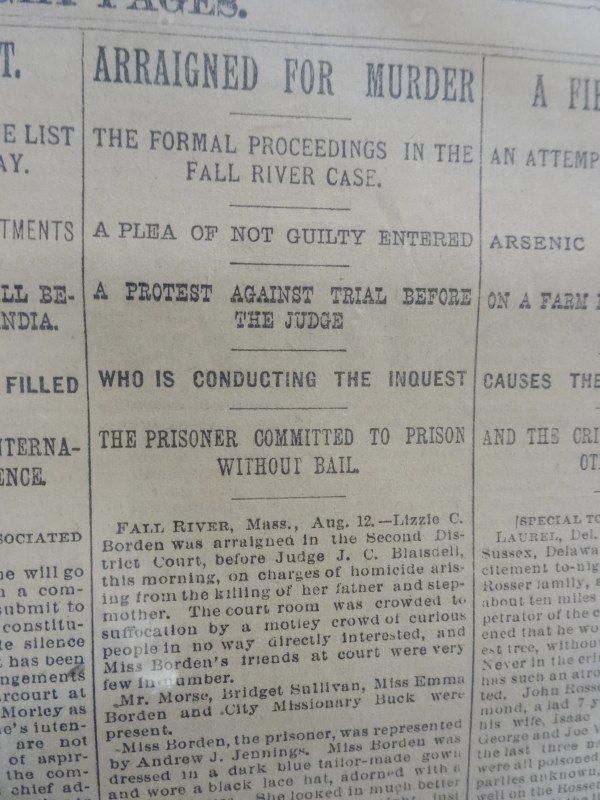 PAGES.
T.
E LIST
AY.
TMENTS
LL BE-
NDIA.
FILLED
NTERNA-
ENCE.
SOCIATED
he will go
n a com-
submit to
constitu-
te silence
t has been
ngements
rcourt at
Morley as
e's inten-
are not
of aspir-
the com-
chief ad-
ARRAIGNED FOR MURDER
THE FORMAL PROCEEDINGS IN THE
FALL RIVER CASE.
A PLEA OF NOT GUILTY ENTERED
A PROTEST AGAINST TRIAL BEFORE
THE JUDGE
WHO IS CONDUCTING THE INQUEST
THE PRISONER COMMITTED TO PRISON
WITHOUT BAIL.
FALL RIVER, Mass., Aug. 12.—Lizzie C.
Borden was arraigned in the Second Dis-
trict Court, before Judge J. C. Blaisdell,
this morning, on charges of homicide aris-
ing from the killing of her father and step-
mother. The court room was crowded to
suffocation by a motley crowd of curious
people in no way directly interested, and
Miss Borden's friends at court were very
few in number.
Mr. Morse, Bridget Sullivan, Miss Emma
Borden and City Missionary Buck were
present.
Miss Borden, the prisoner, was represented
by Andrew J. Jennings. Miss Borden was
dressed in a dark blue tailor-made gown
and wore a black lace hat, adorned with a
She looked in much better
A FI
AN ATTEMP
ARSENIC
ON A FARM
CAUSES THE
AND THE CRI
OT
[SPECIAL TO
LAUREL, Del.
Sussex, Delawa
citement to-nig
Rosser family, a
about ten miles
petrator of the c
ened that he wo
est tree, withou
Never in the cri
has such an atro
ted. John Ross
mond, a lad 7 y
his wife, Isaac
George and Joe
the last three
were all poisoned
parties unknown,
well on the Rosse